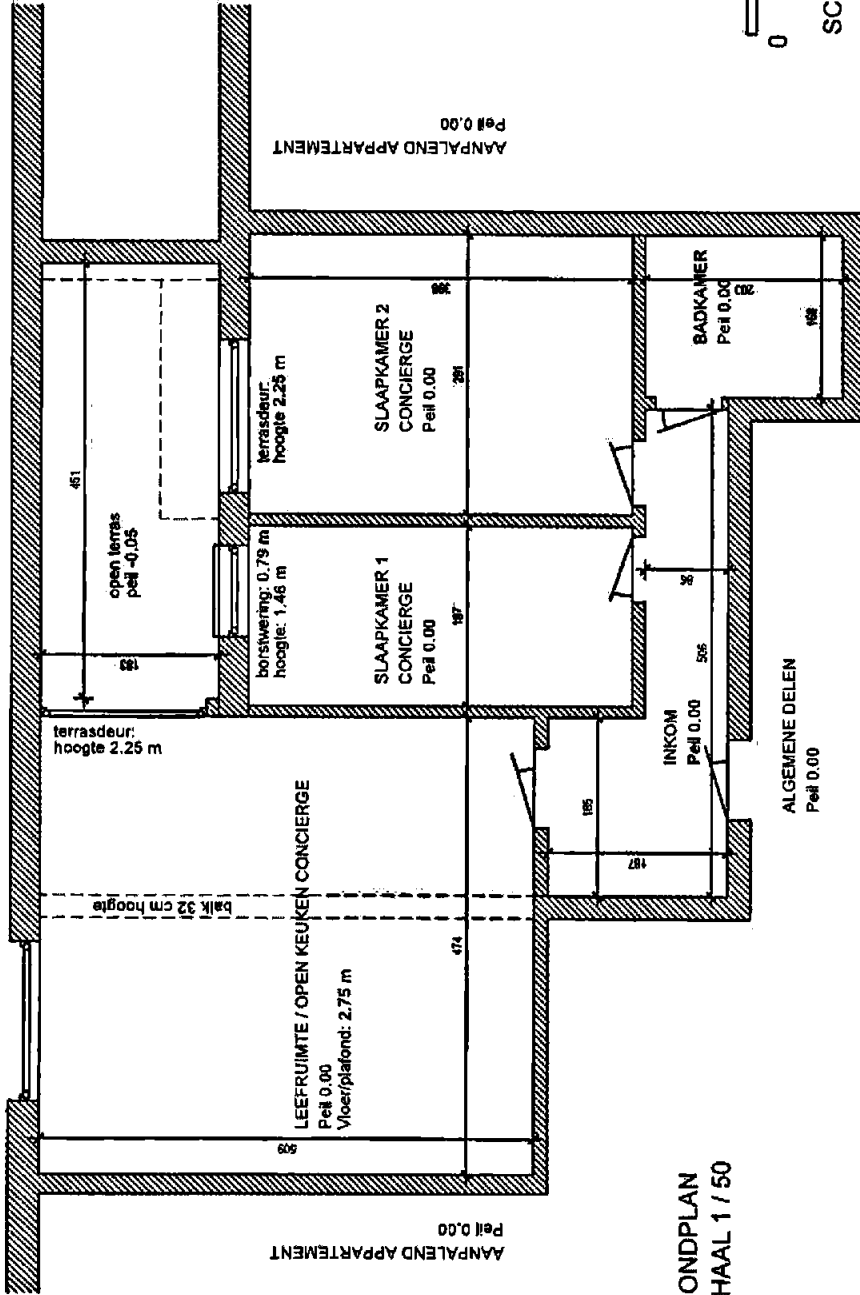 AANPALEND APPARTEMENT
Peil 0.00
0
SC
451
open terras
peil -0,05
183
terrasdeur:
hoogte 2.25 m
terrasdeur:
hoogte 2.25 m
borstwering: 0.79 m
hoogte: 1.46 m
398
SLAAPKAMER 2
CONCIERGE
Peil 0.00
281
SLAAPKAMER 1
CONCIERGE
Peil 0.00
187
BADKAMER
Peil 0.00
203
168
balk 32 cm hoogte
LEEFRUIMTE / OPEN KEUKEN CONCIERGE
Peil 0.00
Vloer/plafond: 2.75 m
474
509
185
187
INKOM
Peil 0.00
506
ALGEMENE DELEN
Peil 0.00
AANPALEND APPARTEMENT
Peil 0.00
ONDPLAN
HAAL 1 / 50